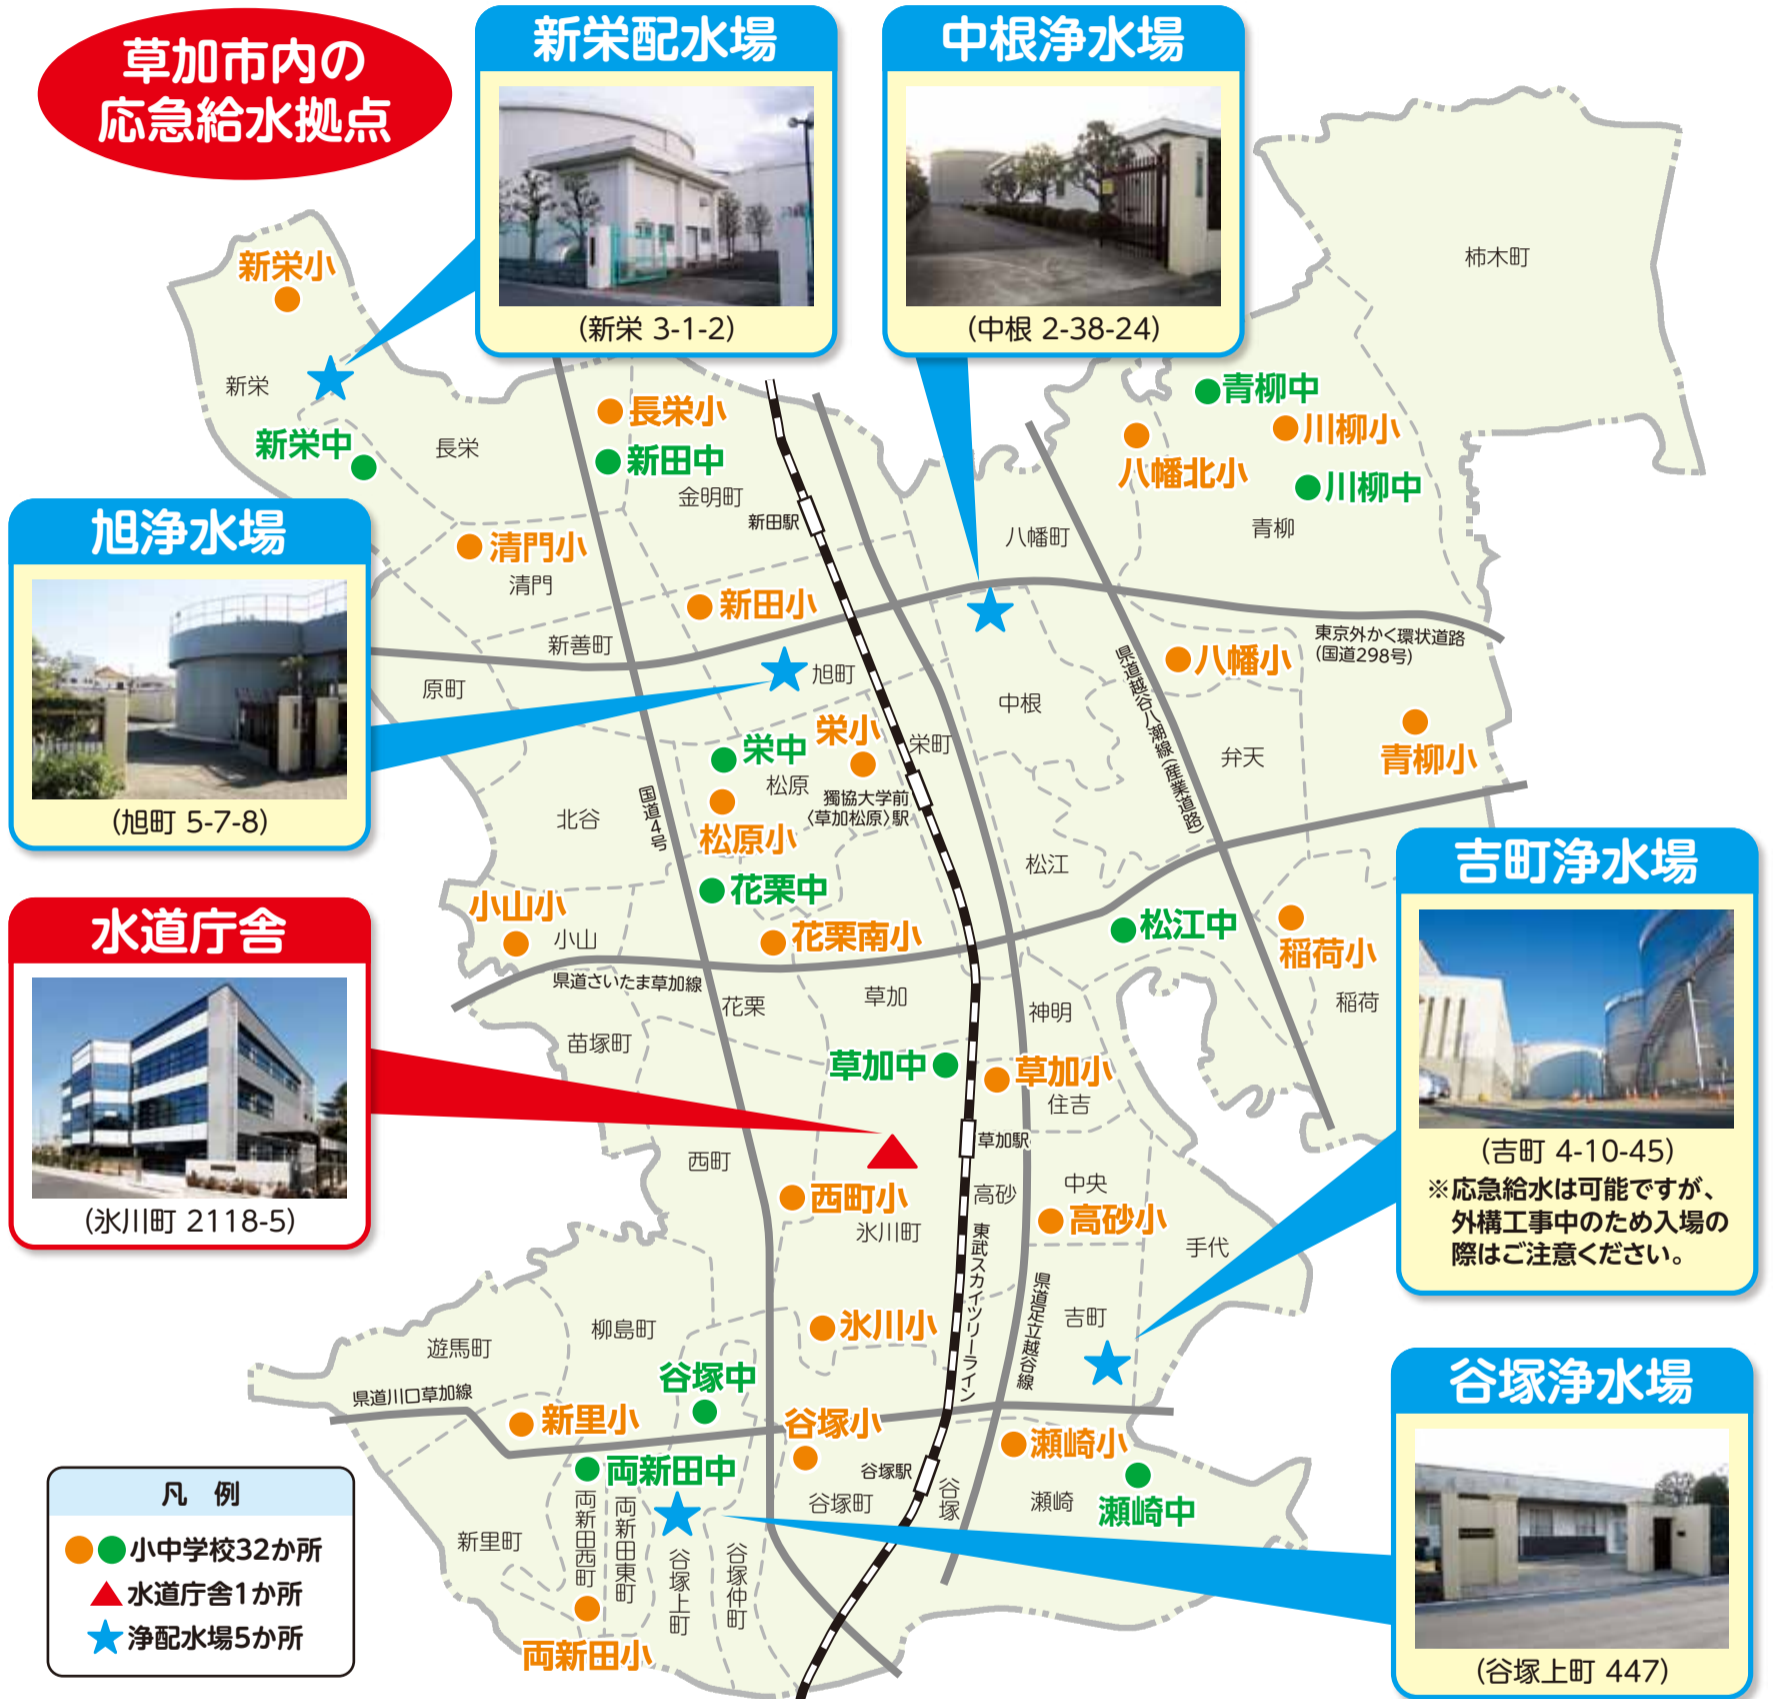 草加市内の
応急給水拠点
新栄配水場
(新栄 3-1-2)
中根浄水場
(中根 2-38-24)
柿木町
新栄小
新栄
新栄中
長栄
長栄小
新田中
金明町
新田駅
青柳中
川柳小
八幡北小
川柳中
青柳
八幡町
旭浄水場
(旭町 5-7-8)
清門小
清門
新田小
新善町
原町
旭町
東京外かく環状道路
(国道298号)
八幡小
県道越谷八潮線(産業道路)
中根
青柳小
弁天
栄小
栄中
栄町
松原
獨協大学前
〈草加松原〉駅
松原小
国道4号
北谷
松江
花栗中
小山小
小山
花栗南小
松江中
稲荷小
稲荷
県道さいたま草加線
花栗
草加
神明
苗塚町
吉町浄水場
(吉町 4-10-45)
※応急給水は可能ですが、
外構工事中のため入場の
際はご注意ください。
水道庁舎
(氷川町 2118-5)
草加中
草加小
住吉
草加駅
西町
西町小
氷川町
高砂
中央
高砂小
手代
東武スカイツリーライン
県道足立越谷線
吉町
氷川小
柳島町
遊馬町
谷塚中
県道川口草加線
新里小
谷塚小
両新田中
谷塚駅
谷塚町
谷塚
瀬崎小
瀬崎
瀬崎中
新里町
両新田西町
両新田東町
谷塚上町
谷塚仲町
両新田小
谷塚浄水場
(谷塚上町 447)
凡 例
小中学校32か所
水道庁舎1か所
浄配水場5か所